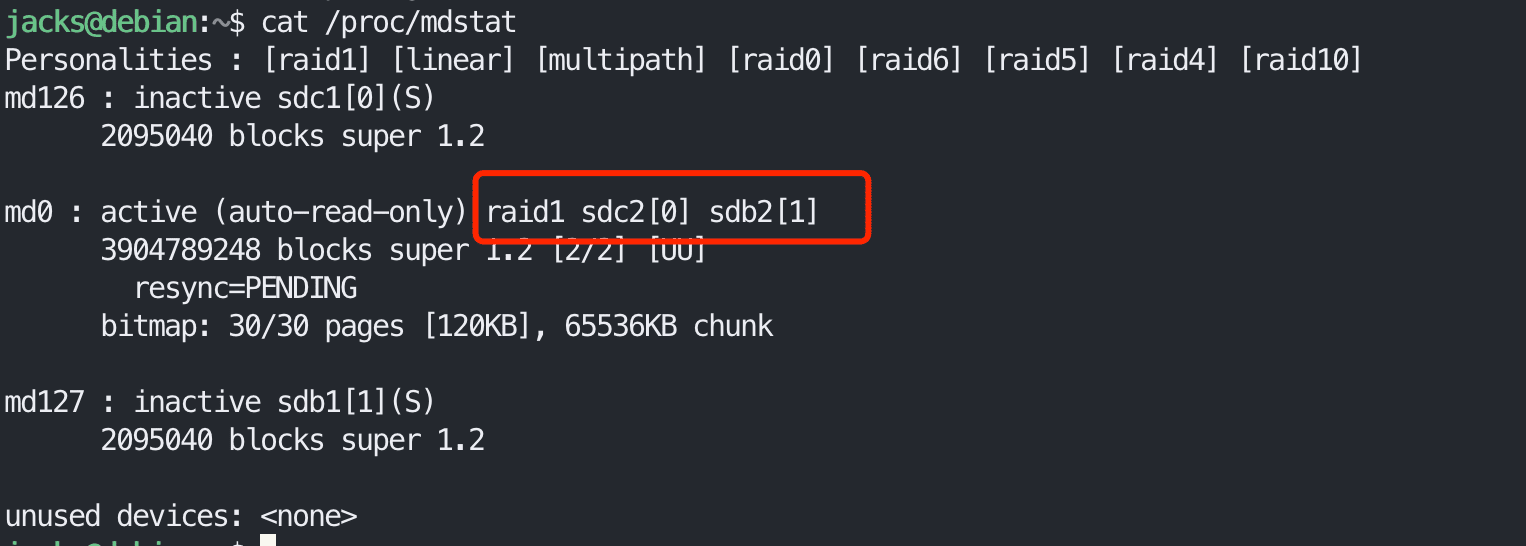 jacks@debian:~$ cat /proc/mdstat
Personalities : [raid1] [linear] [multipath] [raid0] [raid6] [raid5] [raid4] [raid10]
md126 : inactive sdc1[0](S)
      2095040 blocks super 1.2

md0 : active (auto-read-only) raid1 sdc2[0] sdb2[1]
      3904789248 blocks super 1.2 [2/2] [UU]
        resync=PENDING
      bitmap: 30/30 pages [120KB], 65536KB chunk

md127 : inactive sdb1[1](S)
      2095040 blocks super 1.2

unused devices: <none>